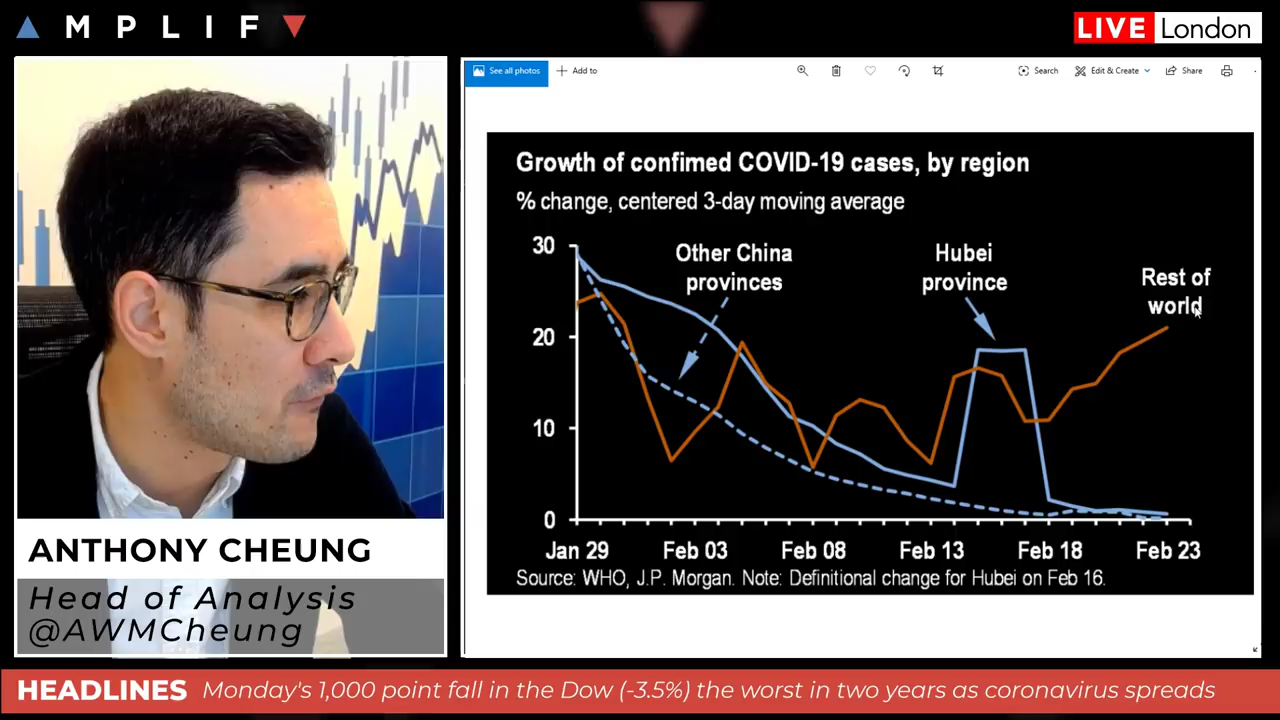 AMPLIFY
LIVE London
See all photos
Add to
Search
Edit & Create
Share
Growth of confimed COVID-19 cases, by region
% change, centered 3-day moving average
30
20
10
0
Other China
provinces
Hubei
province
Rest of
world
Jan 29 Feb 03 Feb 08 Feb 13 Feb 18 Feb 23
Source: WHO, J.P. Morgan. Note: Definitional change for Hubei on Feb 16.
ANTHONY CHEUNG
Head of Analysis
@AWMCheung
HEADLINES Monday's 1,000 point fall in the Dow (-3.5%) the worst in two years as coronavirus spreads